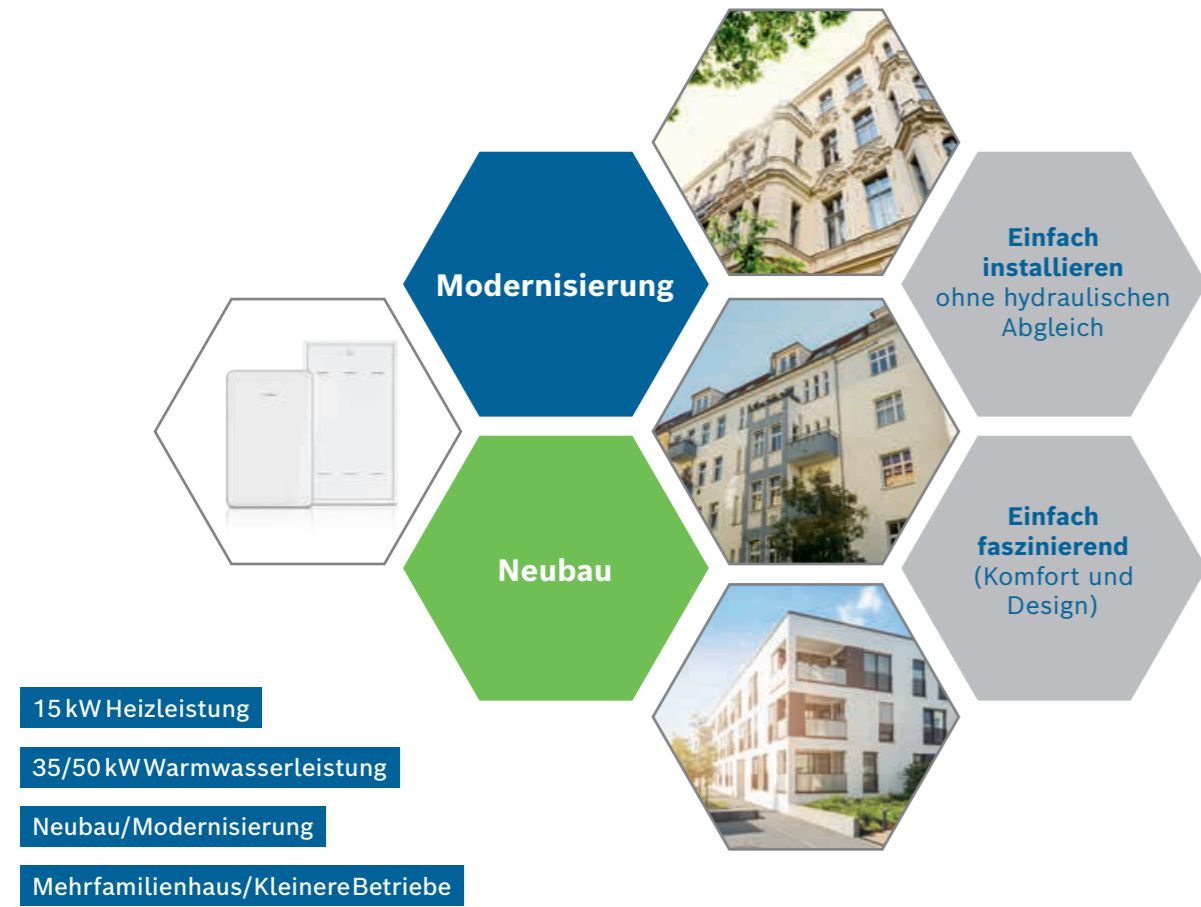 Modernisierung
Einfach
installieren
ohne hydraulischen
Abgleich
Neubau
Einfach
faszinierend
(Komfort und
Design)
15 kW Heizleistung
35/50 kW Warmwasserleistung
Neubau/Modernisierung
Mehrfamilienhaus/Kleinere Betriebe